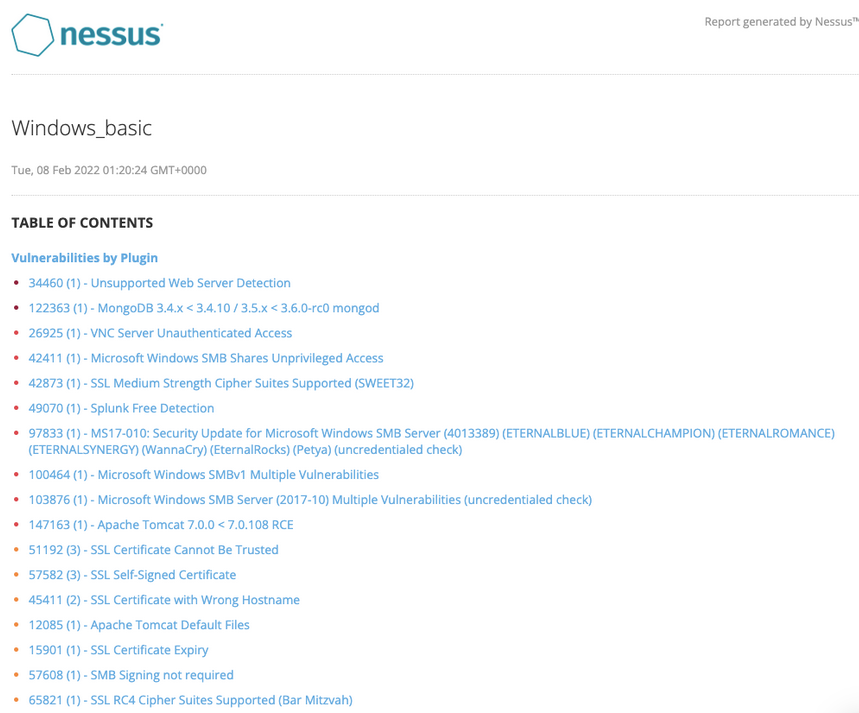 nessus
Report generated by Nessus™
Windows_basic
Tue, 08 Feb 2022 01:20:24 GMT+0000
TABLE OF CONTENTS
Vulnerabilities by Plugin
• 34460 (1) - Unsupported Web Server Detection
• 122363 (1) - MongoDB 3.4.x < 3.4.10 / 3.5.x < 3.6.0-rc0 mongod
• 26925 (1) - VNC Server Unauthenticated Access
• 42411 (1) - Microsoft Windows SMB Shares Unprivileged Access
• 42873 (1) - SSL Medium Strength Cipher Suites Supported (SWEET32)
• 49070 (1) - Splunk Free Detection
• 97833 (1) - MS17-010: Security Update for Microsoft Windows SMB Server (4013389) (ETERNALBLUE) (ETERNALCHAMPION) (ETERNALROMANCE)
(ETERNALSYNERGY) (WannaCry) (EternalRocks) (Petya) (uncredentialed check)
• 100464 (1) - Microsoft Windows SMBv1 Multiple Vulnerabilities
• 103876 (1) - Microsoft Windows SMB Server (2017-10) Multiple Vulnerabilities (uncredentialed check)
• 147163 (1) - Apache Tomcat 7.0.0 < 7.0.108 RCE
• 51192 (3) - SSL Certificate Cannot Be Trusted
• 57582 (3) - SSL Self-Signed Certificate
• 45411 (2) - SSL Certificate with Wrong Hostname
• 12085 (1) - Apache Tomcat Default Files
• 15901 (1) - SSL Certificate Expiry
• 57608 (1) - SMB Signing not required
• 65821 (1) - SSL RC4 Cipher Suites Supported (Bar Mitzvah)